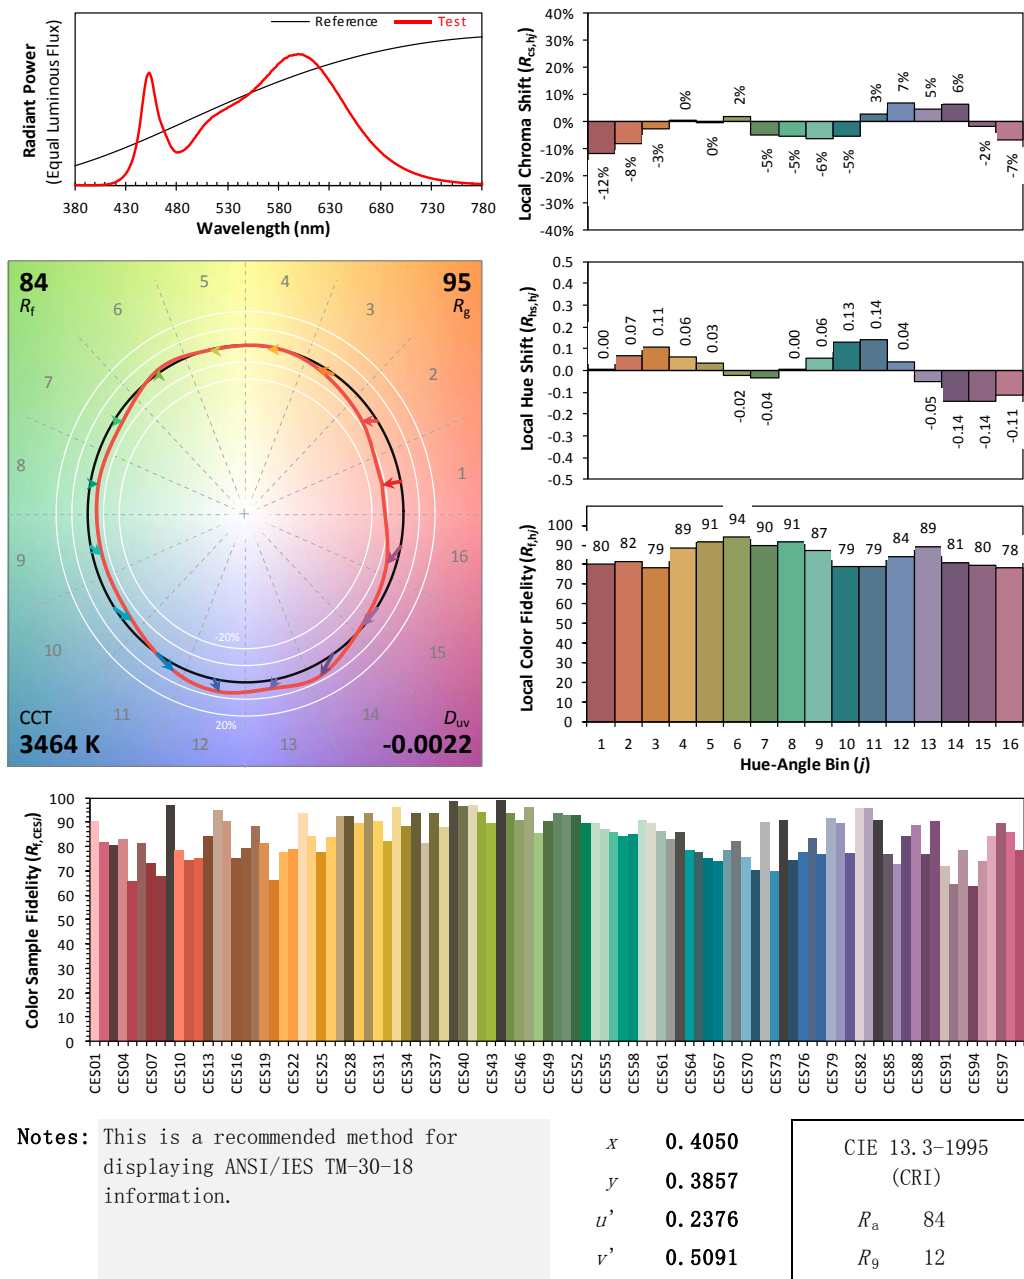 Radiant Power
(Equal Luminous Flux)
Reference
Test
380 430 480 530 580 630 680 730 780
Wavelength (nm)
Local Chroma Shift (Rcs,hj)
40%
30%
20%
10%
0%
-10%
-20%
-30%
-40%
-12% -8% -3% 0% 0% 2% -5% -5% -6% -5% 3% 7% 5% 6% -2% -7%
84
Rf
95
Rg
5 4
6 3
7 2
8 1
9 16
10 15
11 14
12 13
-20%
20%
CCT
3464 K
Duv
-0.0022
Local Hue Shift (Rhs,hj)
0.5
0.4
0.3
0.2
0.1
0.0
-0.1
-0.2
-0.3
-0.4
-0.5
0.00 0.07 0.11 0.06 0.03 -0.02 -0.04 0.00 0.06 0.13 0.14 0.04 -0.05 -0.14 -0.14 -0.11
Local Color Fidelity (Rf,hj)
100
90
80
70
60
50
40
30
20
10
0
80 82 79 89 91 94 90 91 87 79 79 84 89 81 80 78
1 2 3 4 5 6 7 8 9 10 11 12 13 14 15 16
Hue-Angle Bin (j)
Color Sample Fidelity (Rf,CESi)
100
90
80
70
60
50
40
30
20
10
0
CES01 CES04 CES07 CES10 CES13 CES16 CES19 CES22 CES25 CES28 CES31 CES34 CES37 CES40 CES43 CES46 CES49 CES52 CES55 CES58 CES61 CES64 CES67 CES70 CES73 CES76 CES79 CES82 CES85 CES88 CES91 CES94 CES97
Notes: This is a recommended method for
displaying ANSI/IES TM-30-18
information.
x 0.4050
y 0.3857
u' 0.2376
v' 0.5091
CIE 13.3-1995
(CRI)
Ra 84
R9 12